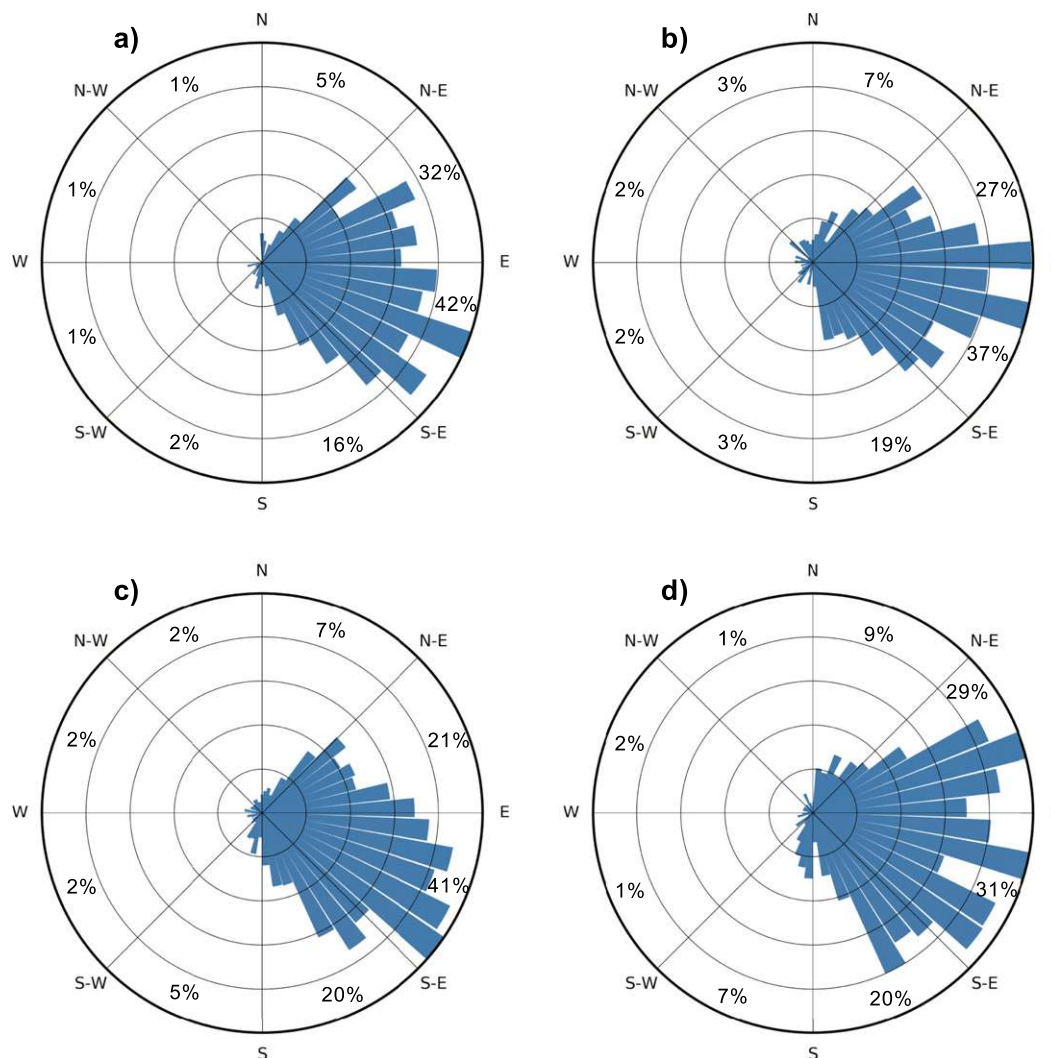 N
N
a)
b)
1%
5%
3%
7%
N-W
N-E
N-W
N-E
32%
1%
2%
27%
W
E
W
42%
1%
2%
37%
S-W
S-E
S-W
S-E
2%
16%
3%
19%
S
S
N
N
c)
d)
2%
7%
1%
9%
N-W
N-E
N-W
N-E
29%
2%
21%
2%
W
E
W
2%
41%
1%
31%
S-W
S-E
S-W
S-E
5%
20%
7%
20%
S
S